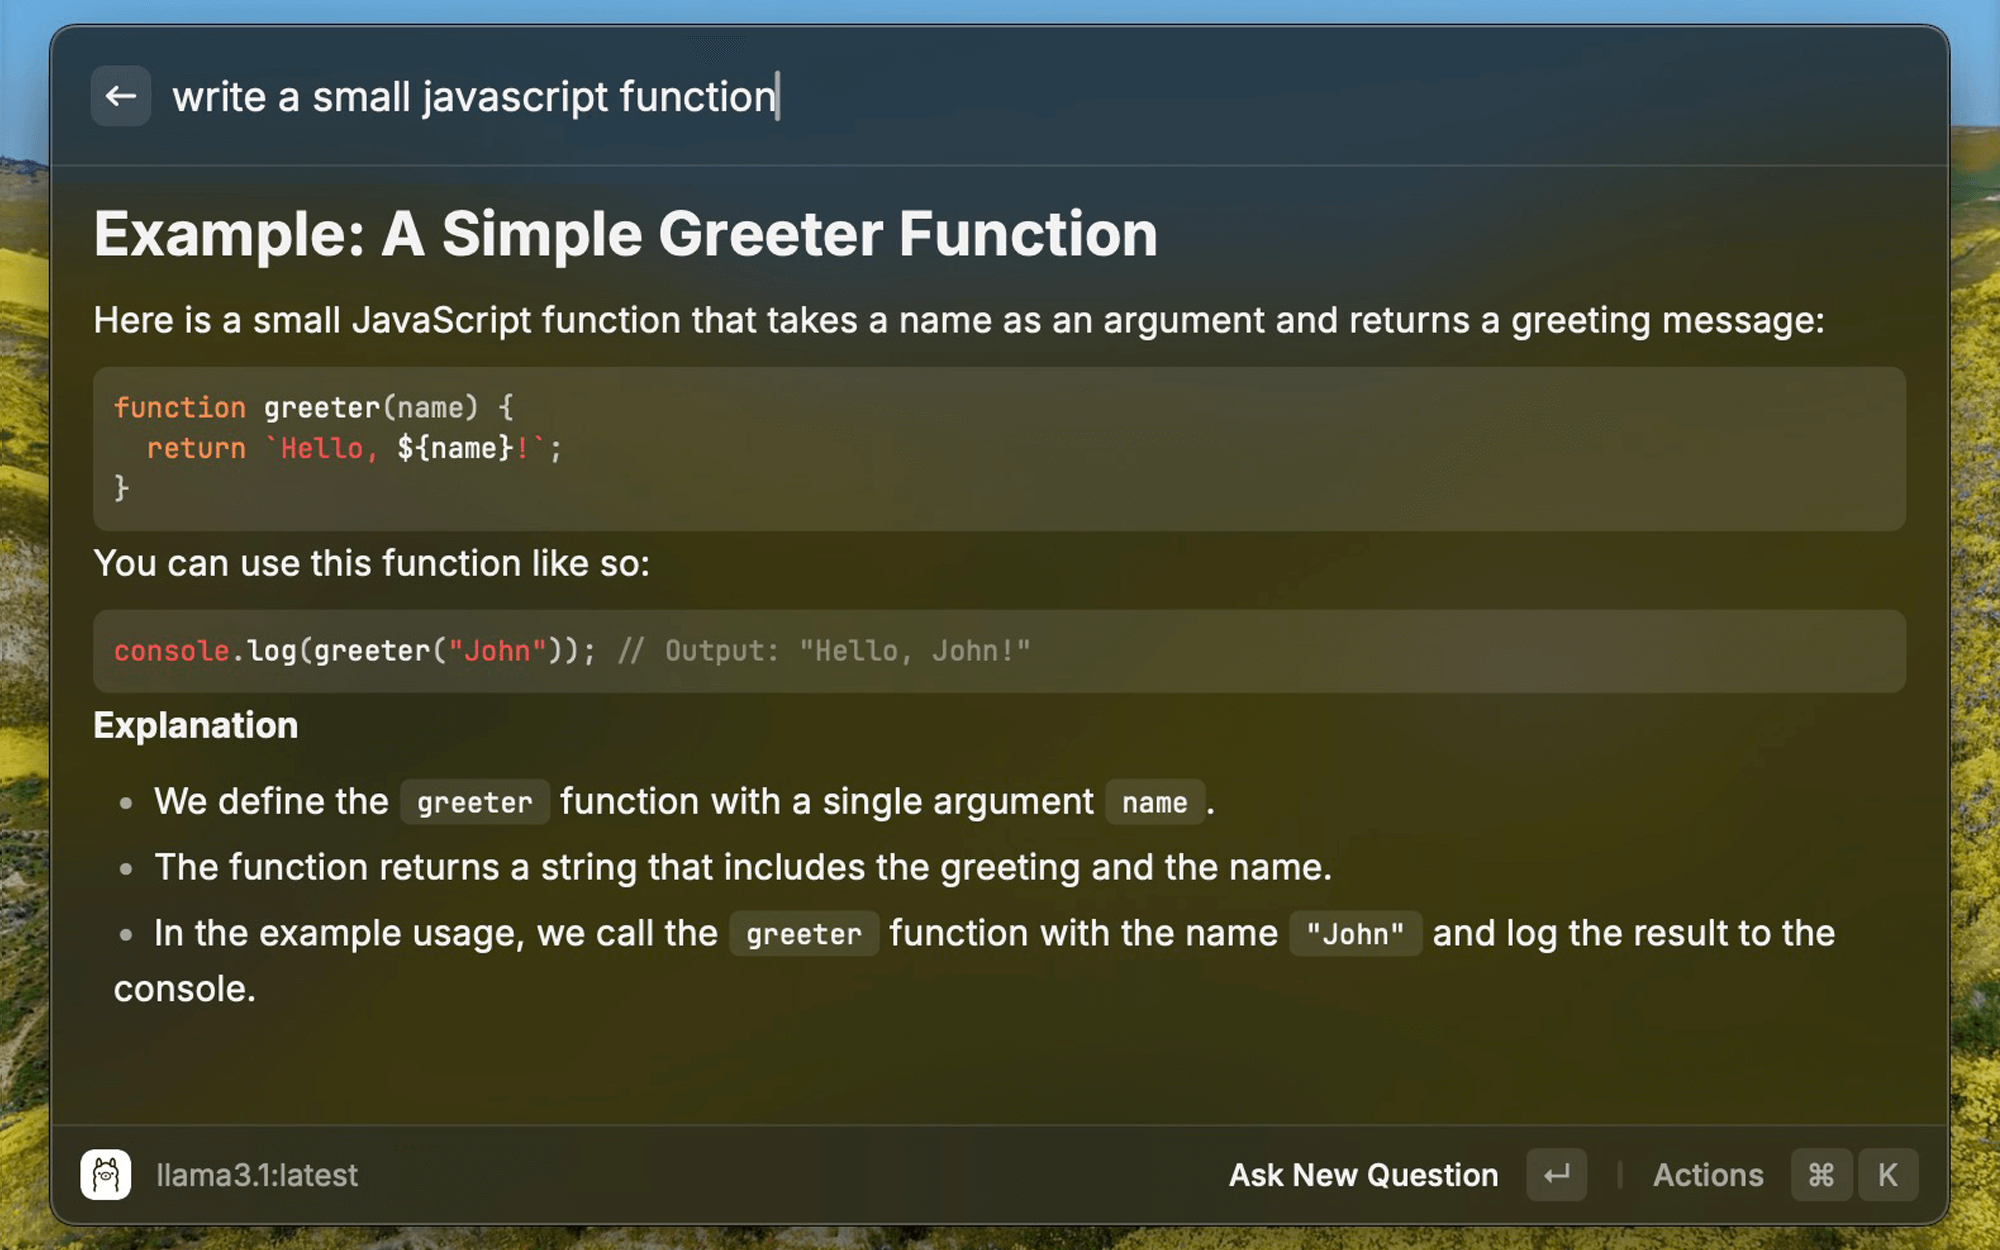 write a small javascript function
Example: A Simple Greeter Function
Here is a small JavaScript function that takes a name as an argument and returns a greeting message:
function greeter(name) {
  return `Hello, ${name}!`;
}
You can use this function like so:
console.log(greeter("John")); // Output: "Hello, John!"
Explanation
• We define the greeter function with a single argument name .
• The function returns a string that includes the greeting and the name.
• In the example usage, we call the greeter function with the name "John" and log the result to the
console.
llama3.1:latest
Ask New Question ↵ | Actions ⌘ K